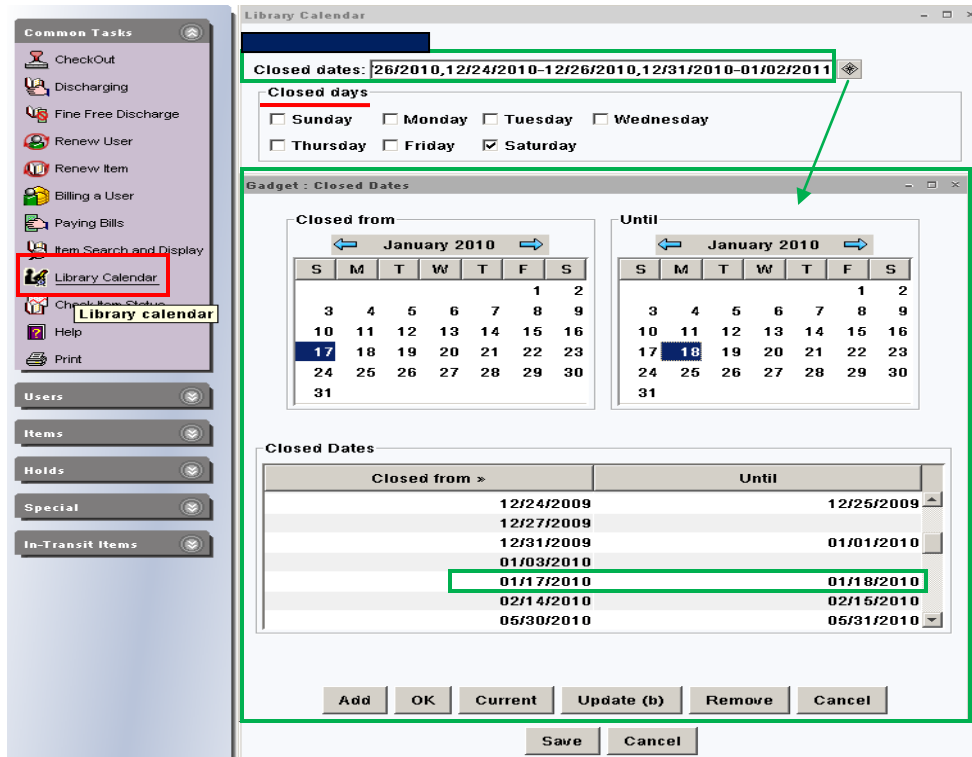 Common Tasks
CheckOut
Discharging
Fine Free Discharge
Renew User
Renew Item
Billing a User
Paying Bills
Item Search and Display
Library Calendar
Check Item Status
Library calendar
Help
Print
Users
Items
Holds
Special
In-Transit Items
Library Calendar
Closed dates: 26/2010,12/24/2010-12/26/2010,12/31/2010-01/02/2011
Closed days
Sunday Monday Tuesday Wednesday
Thursday Friday Saturday
Gadget : Closed Dates
Closed from
January 2010
S M T W T F S
1 2
3 4 5 6 7 8 9
10 11 12 13 14 15 16
17 18 19 20 21 22 23
24 25 26 27 28 29 30
31
Until
January 2010
S M T W T F S
1 2
3 4 5 6 7 8 9
10 11 12 13 14 15 16
17 18 19 20 21 22 23
24 25 26 27 28 29 30
31
Closed Dates
Closed from » Until
12/24/2009 12/25/2009
12/27/2009
12/31/2009 01/01/2010
01/03/2010
01/17/2010 01/18/2010
02/14/2010 02/15/2010
05/30/2010 05/31/2010
Add OK Current Update (b) Remove Cancel
Save Cancel